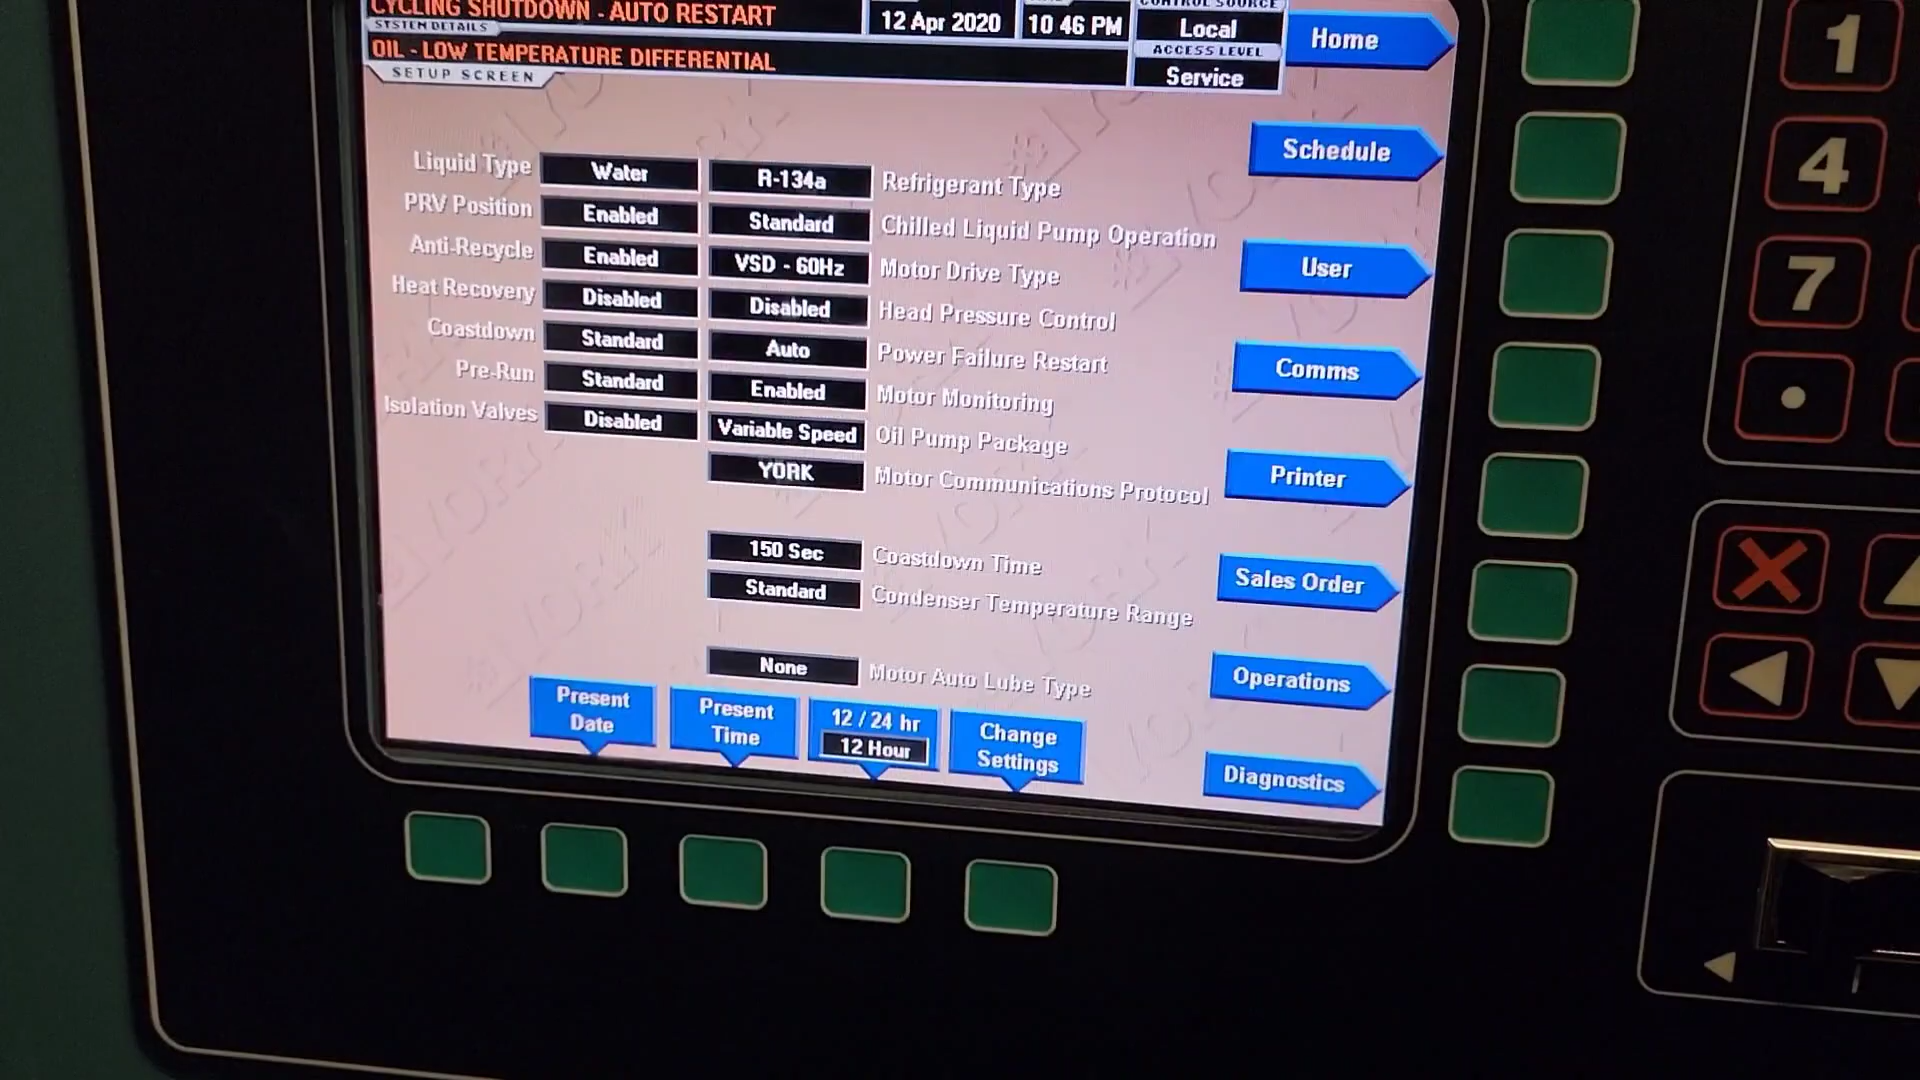 CYCLING SHUTDOWN - AUTO RESTART
SYSTEM DETAILS
OIL - LOW TEMPERATURE DIFFERENTIAL
SETUP SCREEN
12 Apr 2020
10 46 PM
CONTROL SOURCE
Local
ACCESS LEVEL
Service
Home
Schedule
User
Comms
Printer
Sales Order
Operations
Diagnostics
Liquid Type Water
PRV Position Enabled
Anti-Recycle Enabled
Heat Recovery Disabled
Coastdown Standard
Pre-Run Standard
Isolation Valves Disabled
R-134a Refrigerant Type
Standard Chilled Liquid Pump Operation
VSD - 60Hz Motor Drive Type
Disabled Head Pressure Control
Auto Power Failure Restart
Enabled Motor Monitoring
Variable Speed Oil Pump Package
YORK Motor Communications Protocol
150 Sec Coastdown Time
Standard Condenser Temperature Range
None Motor Auto Lube Type
Present Date
Present Time
12 / 24 hr
12 Hour
Change Settings
1
4
7
.